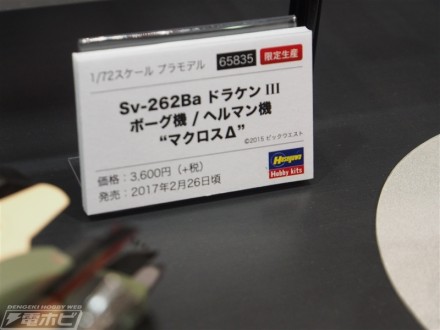 1/72スケール プラモデル 65835 限定生産
Sv-262Ba ドラケン III
ボーグ機 / ヘルマン機
“マクロスΔ”
©2015 ビックウエスト
価格：3,600円（+税）
発売：2017年2月26日頃
Hasegawa
Hobby kits
DENGEKI HOBBY WEB
電ホビ